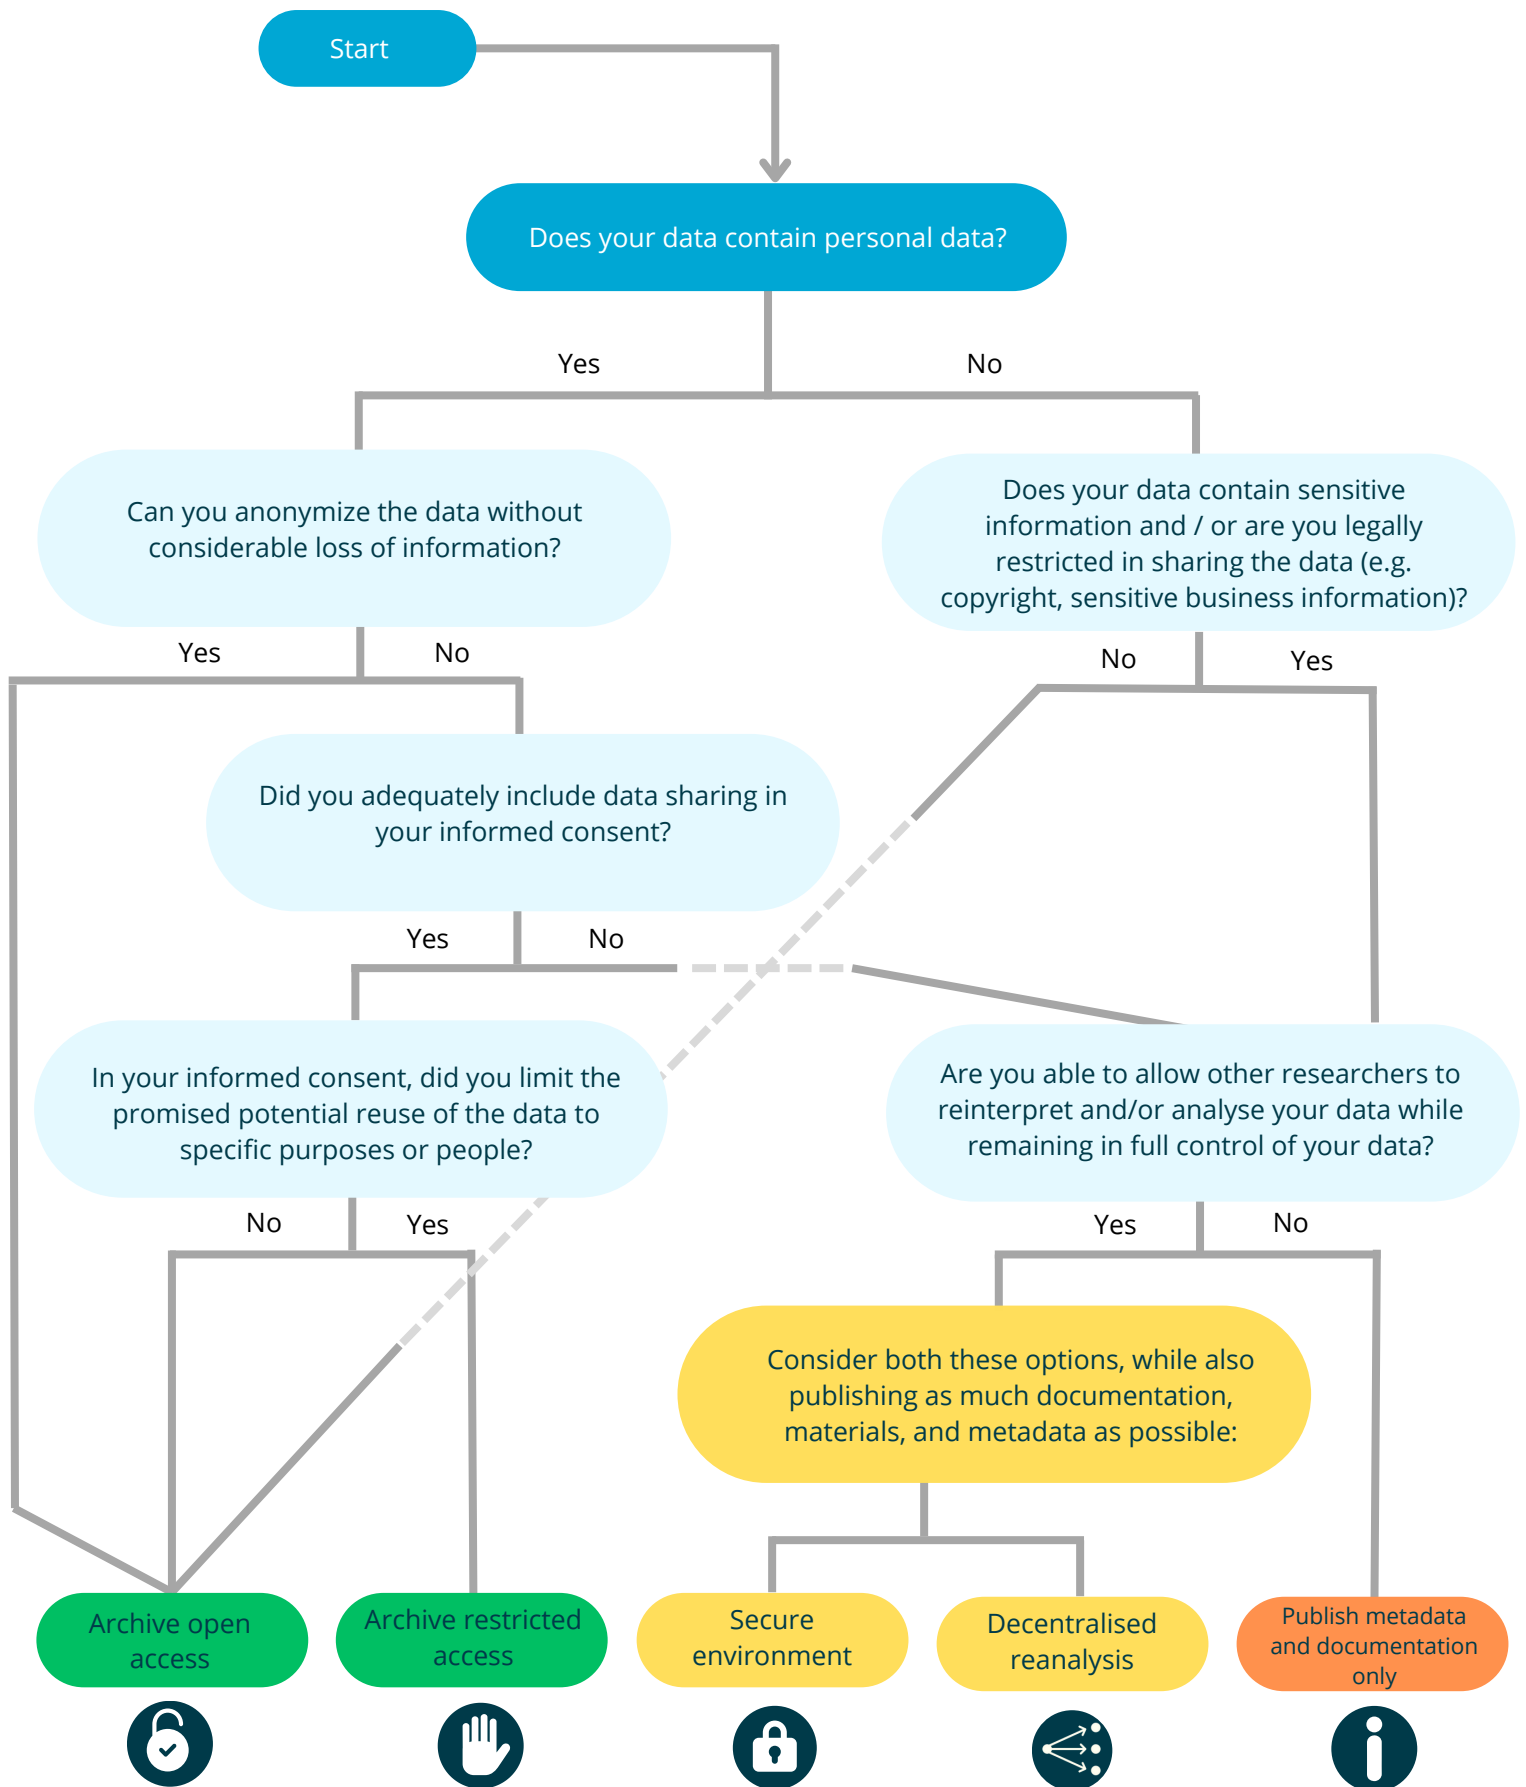 Start
Does your data contain personal data?
Yes
No
Can you anonymize the data without
considerable loss of information?
Does your data contain sensitive
information and / or are you legally
restricted in sharing the data (e.g.
copyright, sensitive business information)?
Yes
No
No
Yes
Did you adequately include data sharing in
your informed consent?
Yes
No
In your informed consent, did you limit the
promised potential reuse of the data to
specific purposes or people?
Are you able to allow other researchers to
reinterpret and/or analyse your data while
remaining in full control of your data?
No
Yes
Yes
No
Consider both these options, while also
publishing as much documentation,
materials, and metadata as possible:
Archive open
access
Archive restricted
access
Secure
environment
Decentralised
reanalysis
Publish metadata
and documentation
only